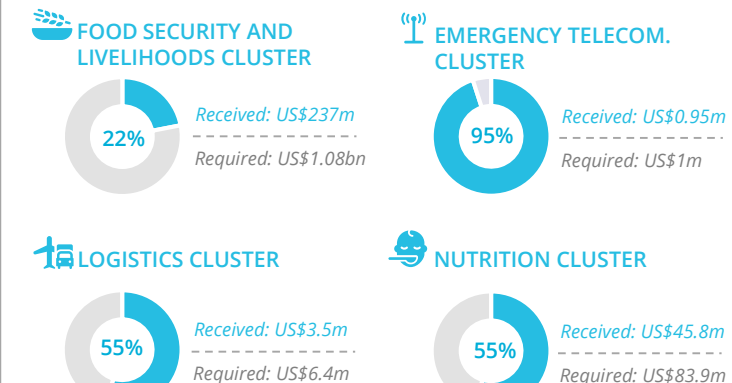 FOOD SECURITY AND
LIVELIHOODS CLUSTER
22%
Received: US$237m
Required: US$1.08bn
EMERGENCY TELECOM.
CLUSTER
95%
Received: US$0.95m
Required: US$1m
LOGISTICS CLUSTER
55%
Received: US$3.5m
Required: US$6.4m
NUTRITION CLUSTER
55%
Received: US$45.8m
Required: US$83.9m